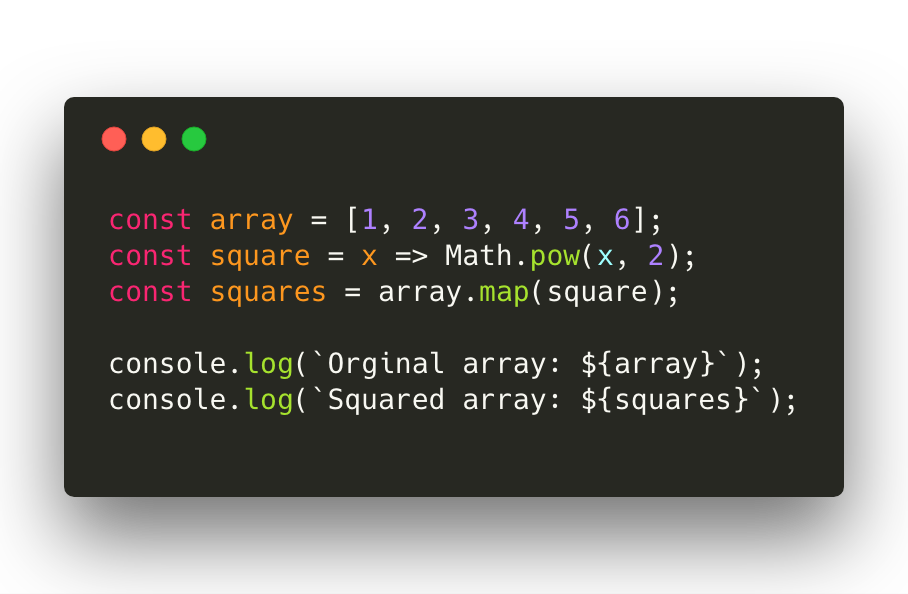 const array = [1, 2, 3, 4, 5, 6];
const square = x => Math.pow(x, 2);
const squares = array.map(square);
console.log(`Orginal array: ${array}`);
console.log(`Squared array: ${squares}`);